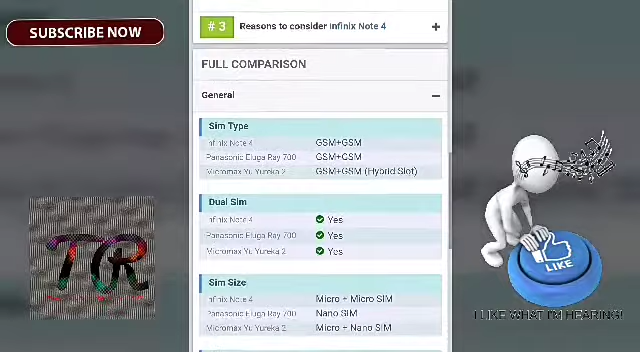 SUBSCRIBE NOW
# 3 Reasons to consider Infinix Note 4 +
FULL COMPARISON
General −
Sim Type
Infinix Note 4 GSM+GSM
Panasonic Eluga Ray 700 GSM+GSM
Micromax Yu Yureka 2 GSM+GSM (Hybrid Slot)
Dual Sim
Infinix Note 4 Yes
Panasonic Eluga Ray 700 Yes
Micromax Yu Yureka 2 Yes
Sim Size
Infinix Note 4 Micro + Micro SIM
Panasonic Eluga Ray 700 Nano SIM
Micromax Yu Yureka 2 Micro + Nano SIM
TR
LIKE
I LIKE WHAT I'M HEARING!